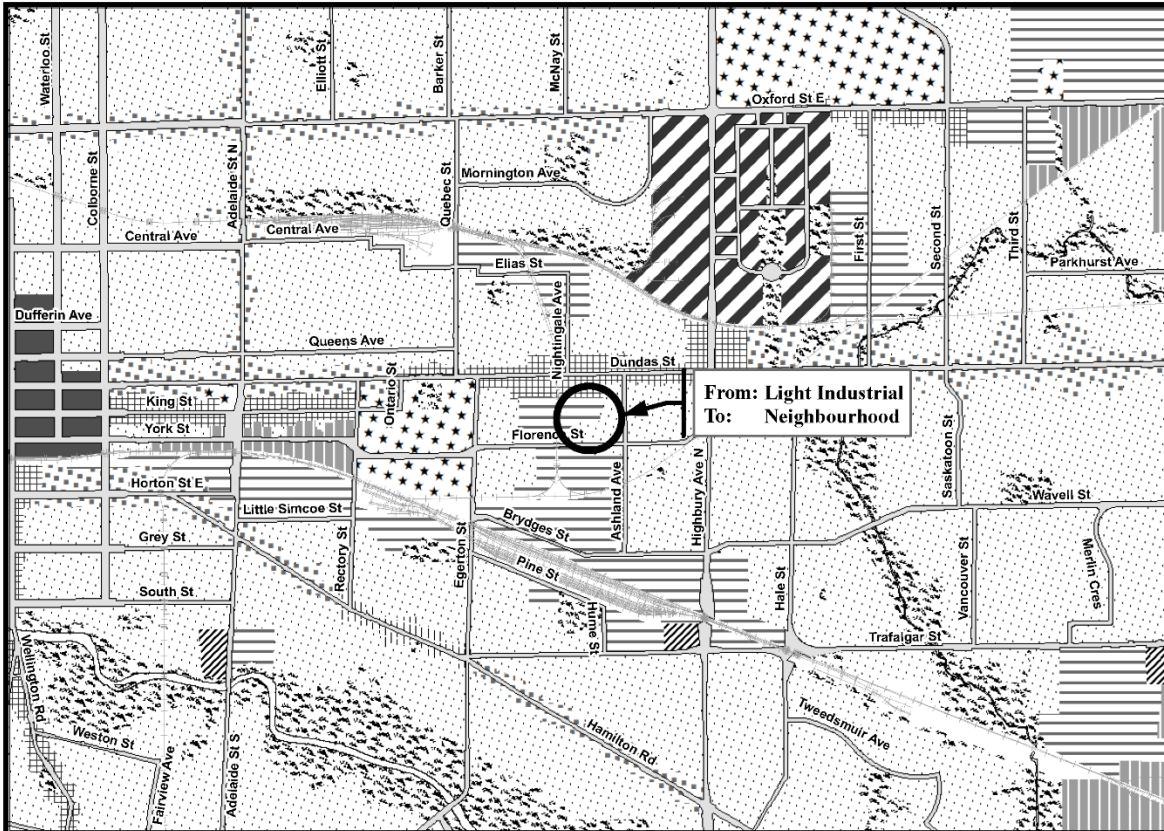 Waterloo St
Colborne St
Adelaide St N
Elliott St
Barker St
McNay St
Quebec St
Oxford St E
Mornington Ave
Central Ave
Central Ave
Elias St
Nightingale Ave
First St
Second St
Third St
Parkhurst Ave
Dufferin Ave
Queens Ave
Dundas St
King St
Ontario St
York St
Florence St
From: Light Industrial
To: Neighbourhood
Horton St E
Little Simcoe St
Grey St
South St
Rectory St
Egerton St
Brydges St
Pine St
Ashland Ave
Highbury Ave N
Hume St
Hale St
Saskatoon St
Wavell St
Vancouver St
Merlin Cres
Trafalgar St
Wellington Rd
Weston St
Fairview Ave
Adelaide St S
Hamilton Rd
Tweedsmuir Ave